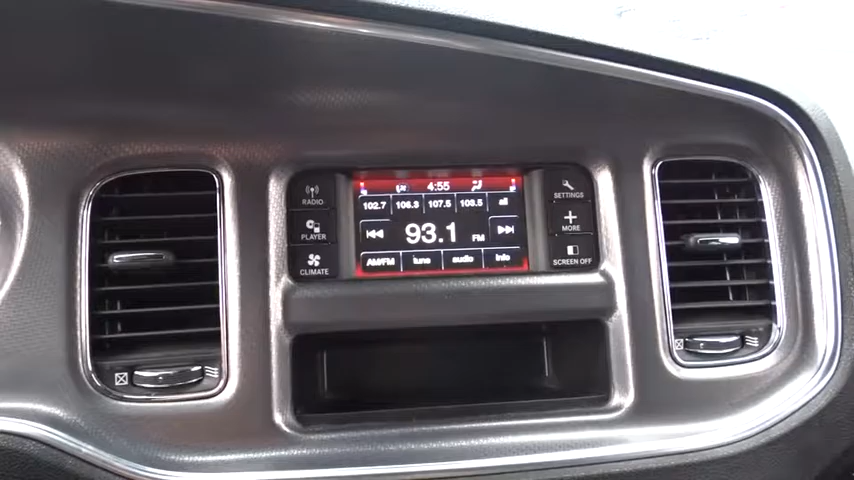 RADIO
PLAYER
CLIMATE
4:55
102.7 106.3 107.5 103.5 all
93.1 FM
AM/FM tune audio info
SETTINGS
MORE
SCREEN OFF